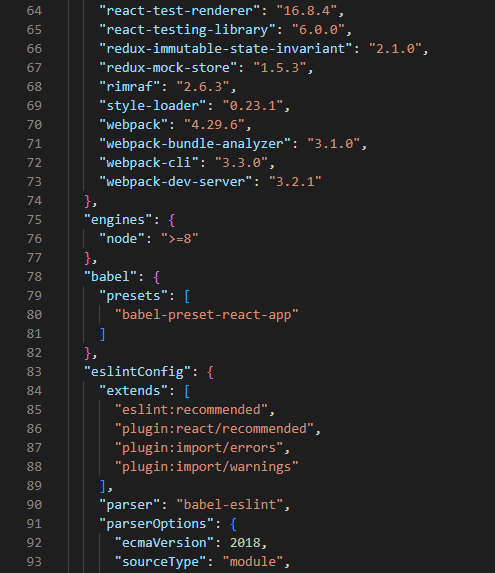 64 "react-test-renderer": "16.8.4",
65 "react-testing-library": "6.0.0",
66 "redux-immutable-state-invariant": "2.1.0",
67 "redux-mock-store": "1.5.3",
68 "rimraf": "2.6.3",
69 "style-loader": "0.23.1",
70 "webpack": "4.29.6",
71 "webpack-bundle-analyzer": "3.1.0",
72 "webpack-cli": "3.3.0",
73 "webpack-dev-server": "3.2.1"
74 },
75 "engines": {
76 "node": ">=8"
77 },
78 "babel": {
79 "presets": [
80 "babel-preset-react-app"
81 ]
82 },
83 "eslintConfig": {
84 "extends": [
85 "eslint:recommended",
86 "plugin:react/recommended",
87 "plugin:import/errors",
88 "plugin:import/warnings"
89 ],
90 "parser": "babel-eslint",
91 "parserOptions": {
92 "ecmaVersion": 2018,
93 "sourceType": "module",